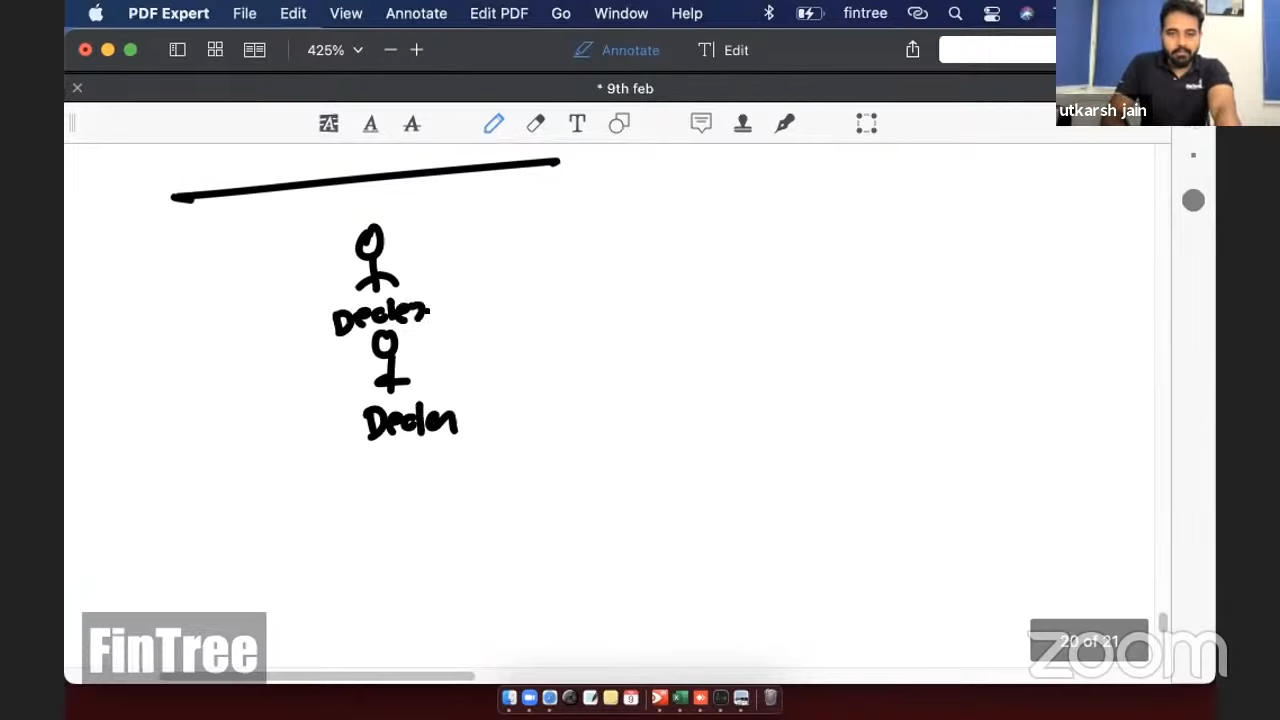 PDF Expert File Edit View Annotate Edit PDF Go Window Help fintree
425% Annotate T Edit
* 9th feb
utkarsh jain
Dealer
Dealer
FinTree
20 of 21
zoom